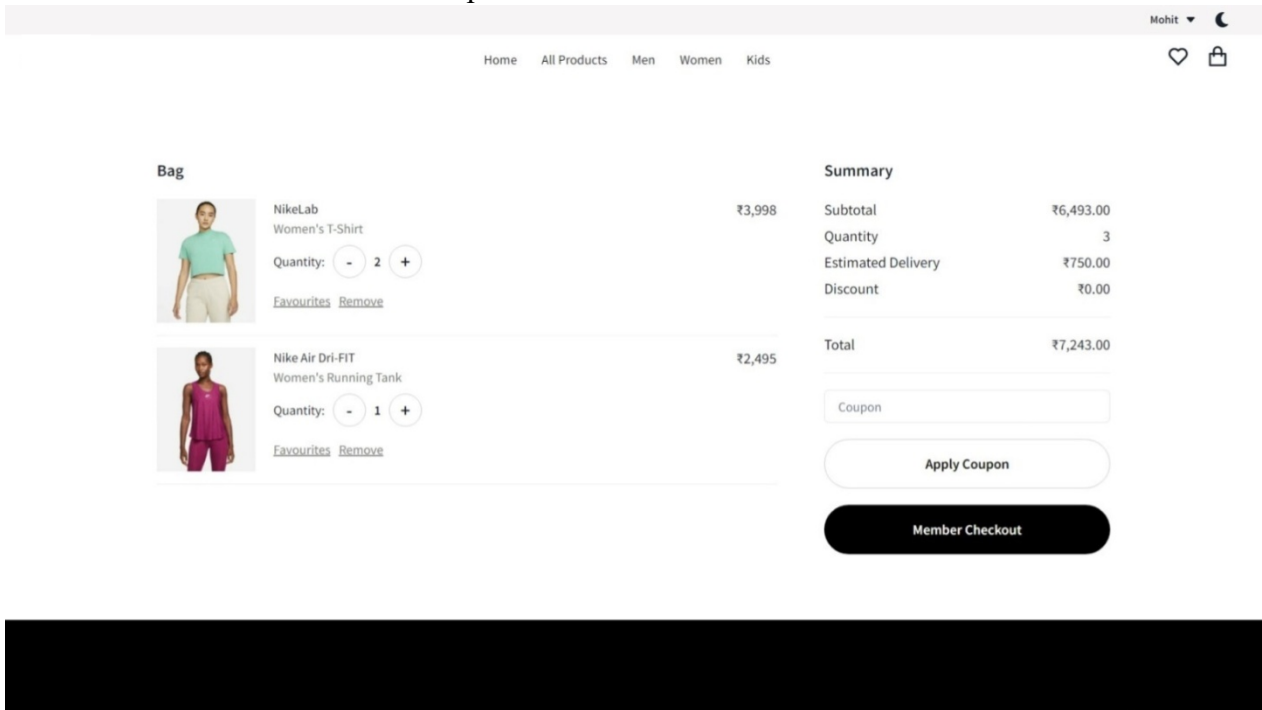 Mohit
Home All Products Men Women Kids
Bag
NikeLab
₹3,998
Women's T-Shirt
Quantity: - 2 +
Favourites Remove
Nike Air Dri-FIT
₹2,495
Women's Running Tank
Quantity: - 1 +
Favourites Remove
Summary
Subtotal ₹6,493.00
Quantity 3
Estimated Delivery ₹750.00
Discount ₹0.00
Total ₹7,243.00
Coupon
Apply Coupon
Member Checkout